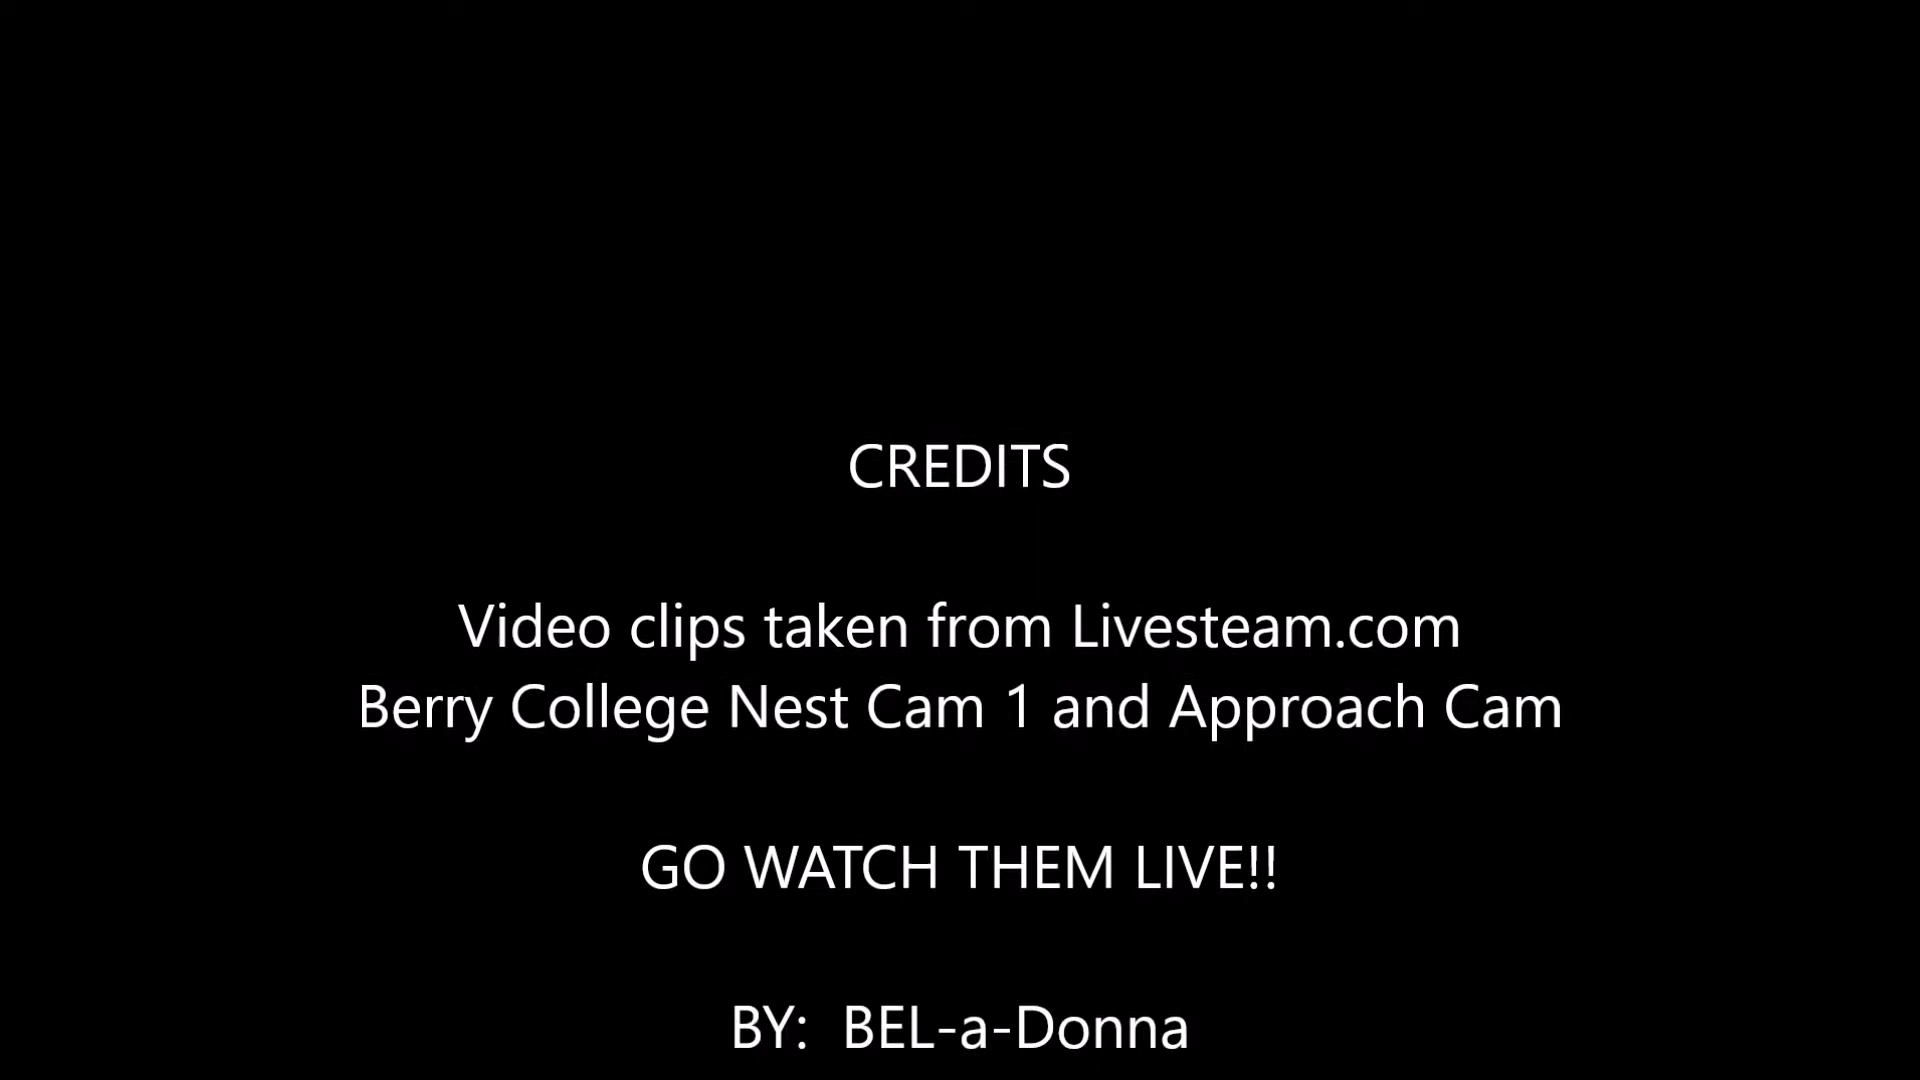 CREDITS
Video clips taken from Livesteam.com
Berry College Nest Cam 1 and Approach Cam
GO WATCH THEM LIVE!!
BY:  BEL-a-Donna